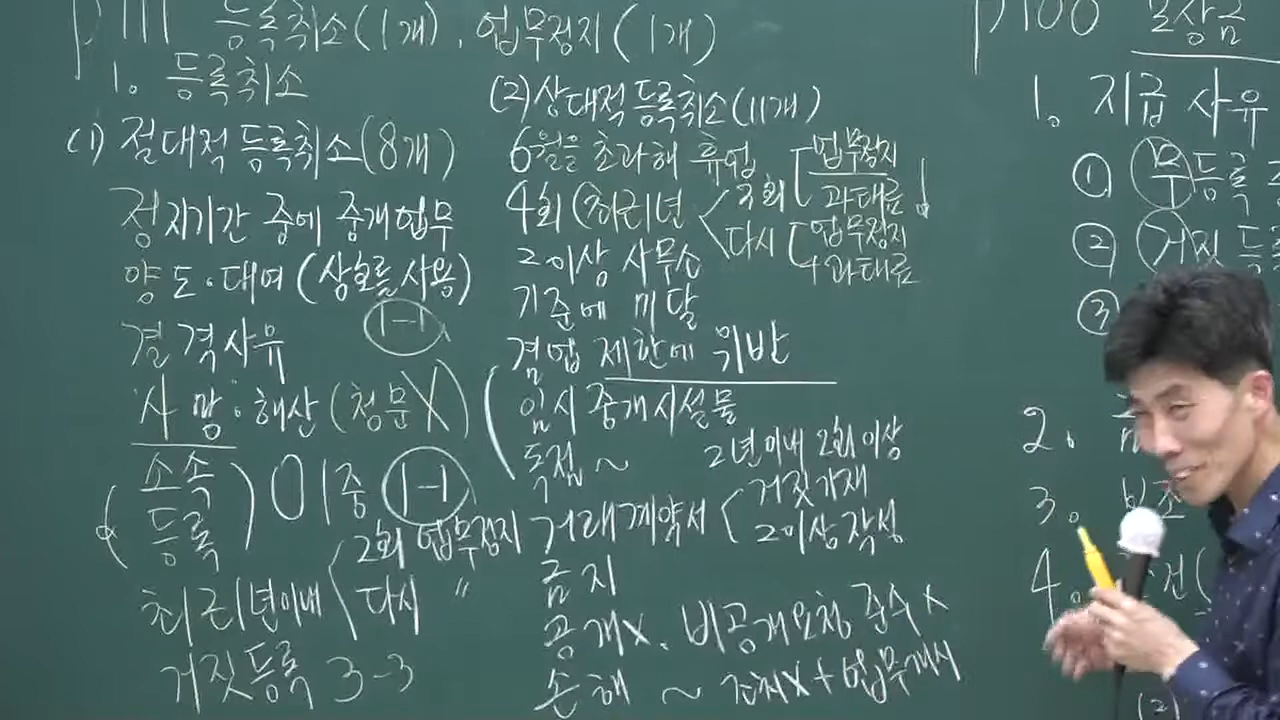 p111 등록취소(1개), 업무정지(1개)
1. 등록취소
(1) 절대적 등록취소(8개)
정지기간 중에 중개업무
양도·대여(상호를 사용)
결격사유 1-1
사망·해산(청문X)
(소속 등록) 이중 1-1
최근1년이내 2회 업무정지
다시 〃
거짓등록 3-3
(2) 상대적 등록취소(11개)
6월을 초과해 휴업
4회(최근1년
3회 업무정지
과태료
다시 업무정지
과태료
2이상 사무소
기준에 미달
겸업 제한에 위반
임시 중개시설물
독점 ~
2년이내 2회 이상
거래계약서 거짓기재
2이상 작성
금지
공개x. 비공개요청 준수x
손해 ~ 조치X+업무개시
p100
1. 지급 사유
① 무등록
② 거짓 등록
③
2.
3.
4.
(2)